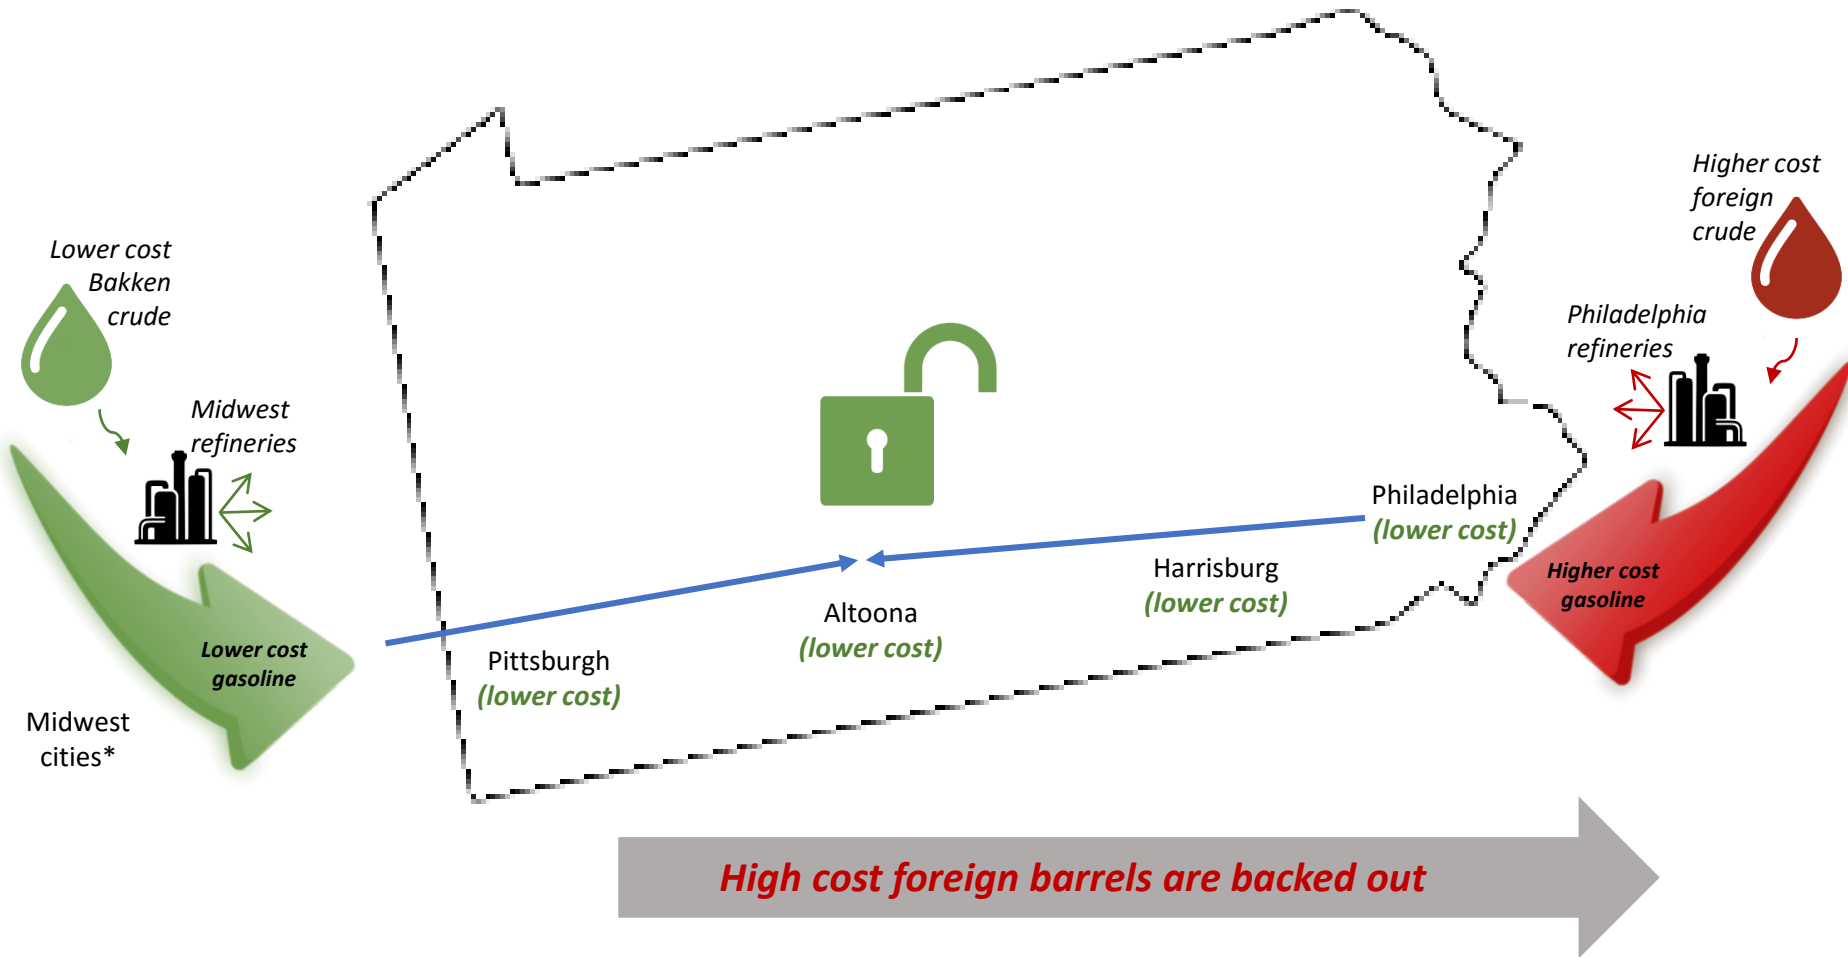 Lower cost
Bakken
crude
Midwest
refineries
Lower cost
gasoline
Midwest
cities*
Pittsburgh
(lower cost)
Altoona
(lower cost)
Harrisburg
(lower cost)
Philadelphia
(lower cost)
Higher cost
foreign
crude
Philadelphia
refineries
Higher cost
gasoline
High cost foreign barrels are backed out